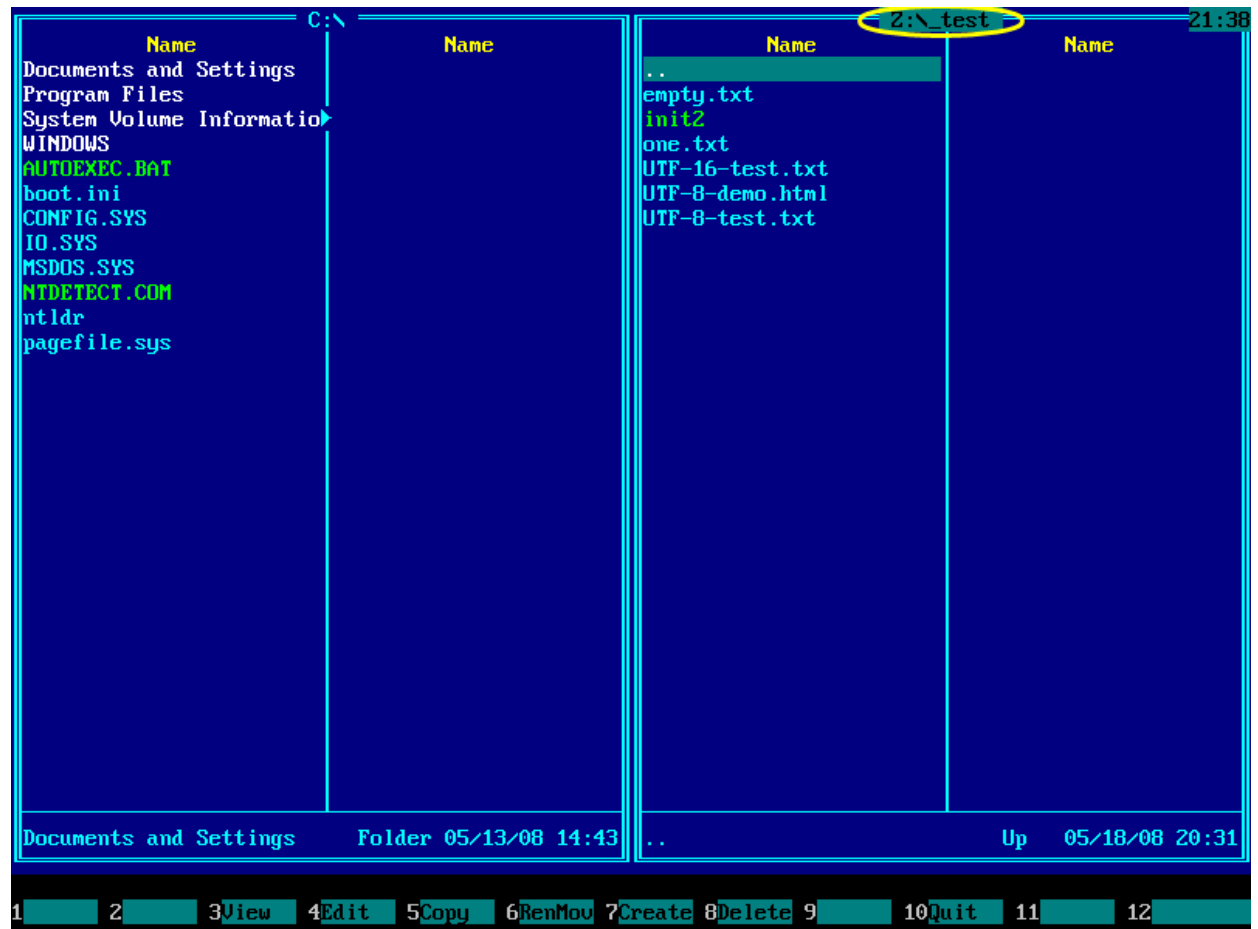 C:\
Name Name
Documents and Settings
Program Files
System Volume Informatio
WINDOWS
AUTOEXEC.BAT
boot.ini
CONFIG.SYS
IO.SYS
MSDOS.SYS
NTDETECT.COM
ntldr
pagefile.sys
Documents and Settings Folder 05/13/08 14:43
Z:\_test 21:38
Name Name
..
empty.txt
init2
one.txt
UTF-16-test.txt
UTF-8-demo.html
UTF-8-test.txt
.. Up 05/18/08 20:31
1 2 3View 4Edit 5Copy 6RenMov 7Create 8Delete 9 10Quit 11 12